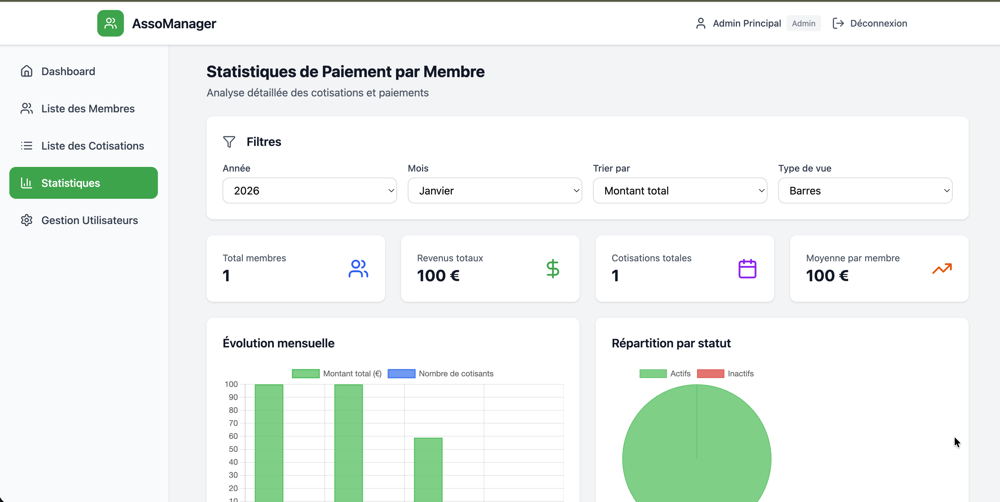 AssoManager
Admin Principal Admin Déconnexion
Dashboard
Liste des Membres
Liste des Cotisations
Statistiques
Gestion Utilisateurs
Statistiques de Paiement par Membre
Analyse détaillée des cotisations et paiements
Filtres
Année Mois Trier par Type de vue
2026 Janvier Montant total Barres
Total membres
1
Revenus totaux
100 €
Cotisations totales
1
Moyenne par membre
100 €
Évolution mensuelle
Montant total (€) Nombre de cotisants
100
90
80
70
60
50
40
30
20
10
Répartition par statut
Actifs Inactifs